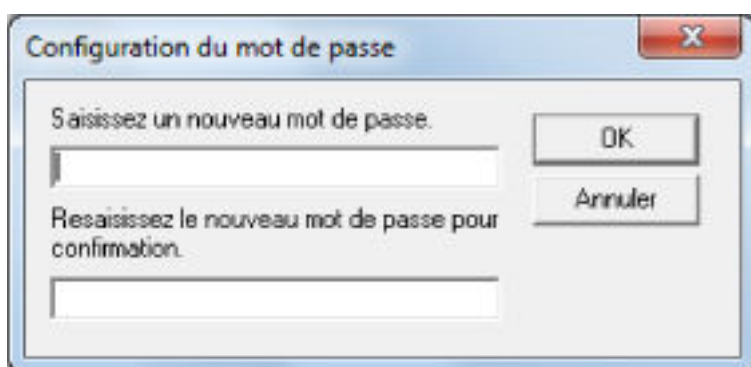 Configuration du mot de passe
Saisissez un nouveau mot de passe.
OK
Annuler
Resaisissez le nouveau mot de passe pour
confirmation.